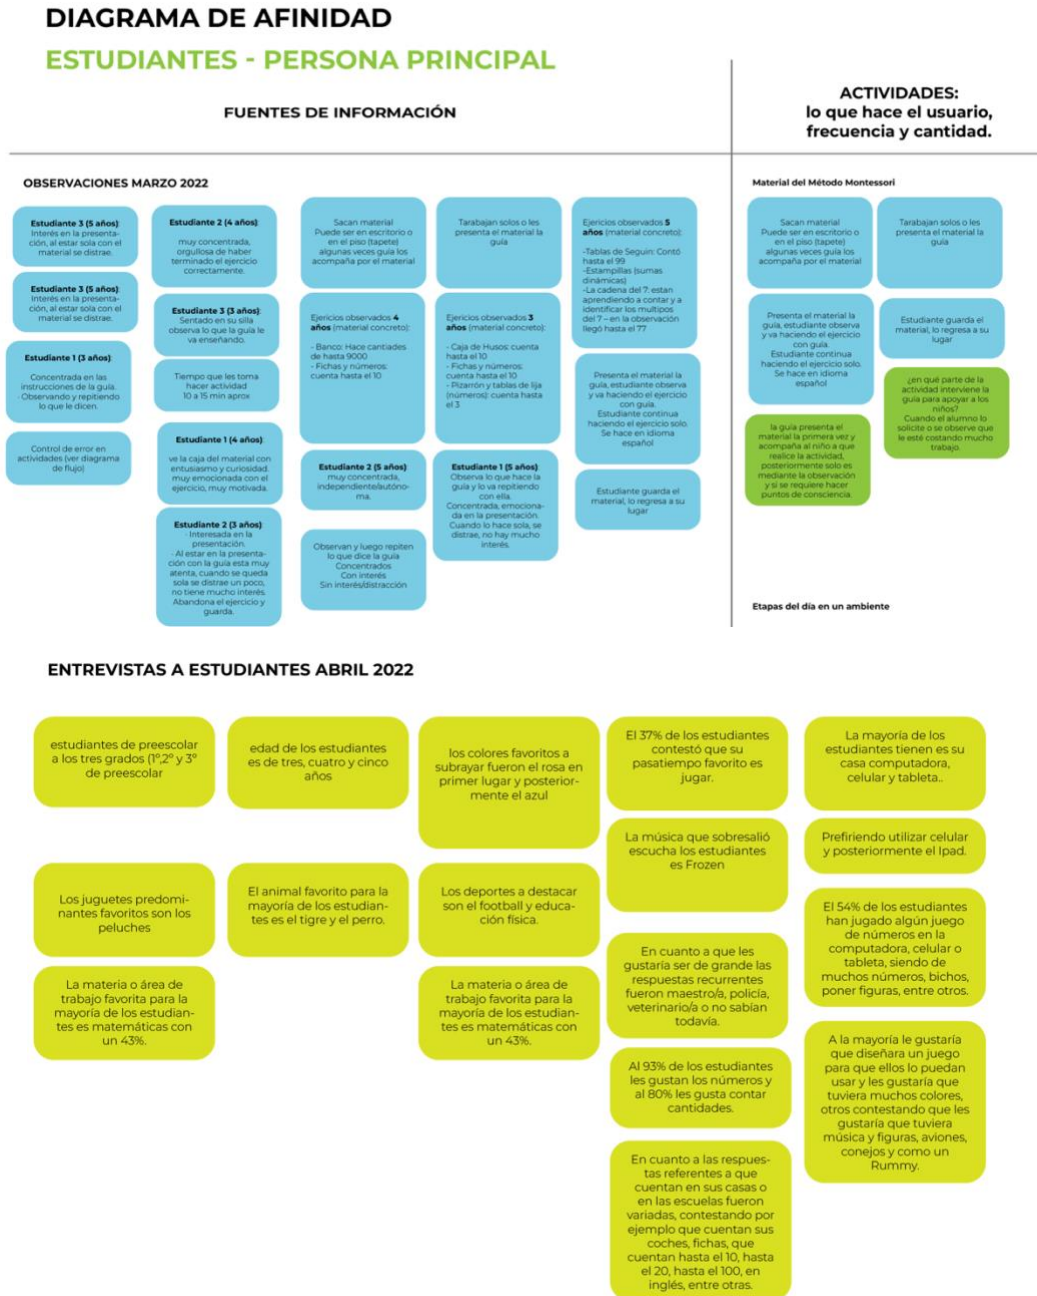 DIAGRAMA DE AFINIDAD
ESTUDIANTES - PERSONA PRINCIPAL
FUENTES DE INFORMACIÓN
ACTIVIDADES:
lo que hace el usuario,
frecuencia y cantidad.
OBSERVACIONES MARZO 2022
Estudiante 3 (5 años):
Interés en la presenta-
ción, al estar sola con el
material se distrae.
Estudiante 3 (5 años):
Interés en la presenta-
ción, al estar sola con el
material se distrae.
Estudiante 1 (3 años):
Concentrada en las
instrucciones de la guía.
- Observando y repitiendo
lo que le dicen.
Control de error en
actividades (ver diagrama
de flujo)
Estudiante 2 (4 años):
muy concentrada,
orgullosa de haber
terminado el ejercicio
correctamente.
Estudiante 3 (3 años):
Sentado en su silla
observa lo que la guía le
va enseñando.
Tiempo que les toma
hacer actividad
10 a 15 min aprox
Estudiante 1 (4 años):
ve la caja del material con
entusiasmo y curiosidad.
muy emocionada con el
ejercicio, muy motivada.
Estudiante 2 (3 años):
- Interesada en la
presentación.
- Al estar en la presenta-
ción con la guía esta muy
atenta, cuando se queda
sola se distrae un poco,
no tiene mucho interés.
Abandona el ejercicio y
guarda.
Sacan material
Puede ser en escritorio o
en el piso (tapete)
algunas veces guía los
acompaña por el material
Ejercicios observados 4
años (material concreto):
- Banco: Hace cantiades
de hasta 9000
- Fichas y números:
cuenta hasta el 10
Estudiante 2 (5 años)
muy concentrada,
independiente/autóno-
ma.
Observan y luego repiten
lo que dice la guía
Concentrados
Con interés
Sin interés/distracción
Tarabajan solos o les
presenta el material la
guía
Ejercicios observados 3
años (material concreto):
- Caja de Husos: cuenta
hasta el 10
- Fichas y números:
cuenta hasta el 10
- Pizarrón y tablas de lija
(números): cuenta hasta
el 3
Estudiante 1 (5 años)
Observa lo que hace la
guía y lo va repitiendo
con ella.
Concentrada, emociona-
da en la presentación.
Cuando lo hace sola, se
distrae, no hay mucho
interés.
Ejercicios observados 5
años (material concreto):
-Tablas de Seguin: Contó
hasta el 99
-Estampillas (sumas
dinámicas)
-La cadena del 7: estan
aprendiendo a contar y a
identificar los multipos
del 7 – en la observación
llegó hasta el 77
Presenta el material la
guía, estudiante observa
y va haciendo el ejercicio
con guía.
Estudiante continua
haciendo el ejercicio solo.
Se hace en idioma
español
Estudiante guarda el
material, lo regresa a su
lugar
Material del Método Montessori
Sacan material
Puede ser en escritorio o
en el piso (tapete)
algunas veces guía los
acompaña por el material
Tarabajan solos o les
presenta el material la
guía
Presenta el material la
guía, estudiante observa
y va haciendo el ejercicio
con guía.
Estudiante continua
haciendo el ejercicio solo.
Se hace en idioma
español
Estudiante guarda el
material, lo regresa a su
lugar
la guía presenta el
material la primera vez y
acompaña al niño a que
realice la actividad,
posteriormente solo es
mediante la observación
y si se requiere hacer
puntos de consciencia.
¿en qué parte de la
actividad interviene la
guía para apoyar a los
niños?
Cuando el alumno lo
solicite o se observe que
le esté costando mucho
trabajo.
Etapas del día en un ambiente
ENTREVISTAS A ESTUDIANTES ABRIL 2022
estudiantes de preescolar
a los tres grados (1º,2º y 3º
de preescolar
edad de los estudiantes
es de tres, cuatro y cinco
años
los colores favoritos a
subrayar fueron el rosa en
primer lugar y posterior-
mente el azul
El 37% de los estudiantes
contestó que su
pasatiempo favorito es
jugar.
La mayoría de los
estudiantes tienen es su
casa computadora,
celular y tableta..
La música que sobresalió
escucha los estudiantes
es Frozen
Prefiriendo utilizar celular
y posteriormente el Ipad.
Los juguetes predomi-
nantes favoritos son los
peluches
El animal favorito para la
mayoría de los estudian-
tes es el tigre y el perro.
Los deportes a destacar
son el football y educa-
ción física.
El 54% de los estudiantes
han jugado algún juego
de números en la
computadora, celular o
tableta, siendo de
muchos números, bichos,
poner figuras, entre otros.
En cuanto a que les
gustaría ser de grande las
respuestas recurrentes
fueron maestro/a, policía,
veterinario/a o no sabían
todavía.
La materia o área de
trabajo favorita para la
mayoría de los estudian-
tes es matemáticas con
un 43%.
La materia o área de
trabajo favorita para la
mayoría de los estudian-
tes es matemáticas con
un 43%.
Al 93% de los estudiantes
les gustan los números y
al 80% les gusta contar
cantidades.
A la mayoría le gustaría
que diseñara un juego
para que ellos lo puedan
usar y les gustaría que
tuviera muchos colores,
otros contestando que les
gustaría que tuviera
música y figuras, aviones,
conejos y como un
Rummy.
En cuanto a las respues-
tas referentes a que
cuentan en sus casas o
en las escuelas fueron
variadas, contestando por
ejemplo que cuentan sus
coches, fichas, que
cuentan hasta el 10, hasta
el 20, hasta el 100, en
inglés, entre otras.